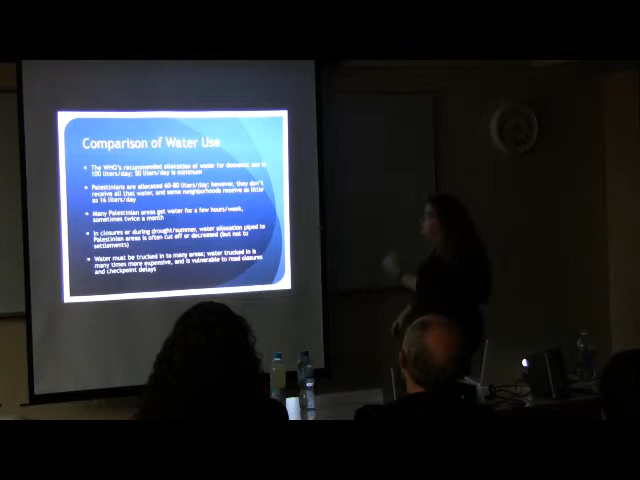 Comparison of Water Use
The WHO's recommended allocation of water for domestic use is
100 liters/day; 50 liters/day is minimum
Palestinians are allocated 60-80 liters/day; however, they don't
receive all that water, and some neighborhoods receive as little
as 16 liters/day
Many Palestinian areas get water for a few hours/week,
sometimes twice a month
In closures or during drought/summer, water allocation piped to
Palestinian areas is often cut off or decreased (but not to
settlements)
Water must be trucked in to many areas; water trucked in is
many times more expensive, and is vulnerable to road closures
and checkpoint delays